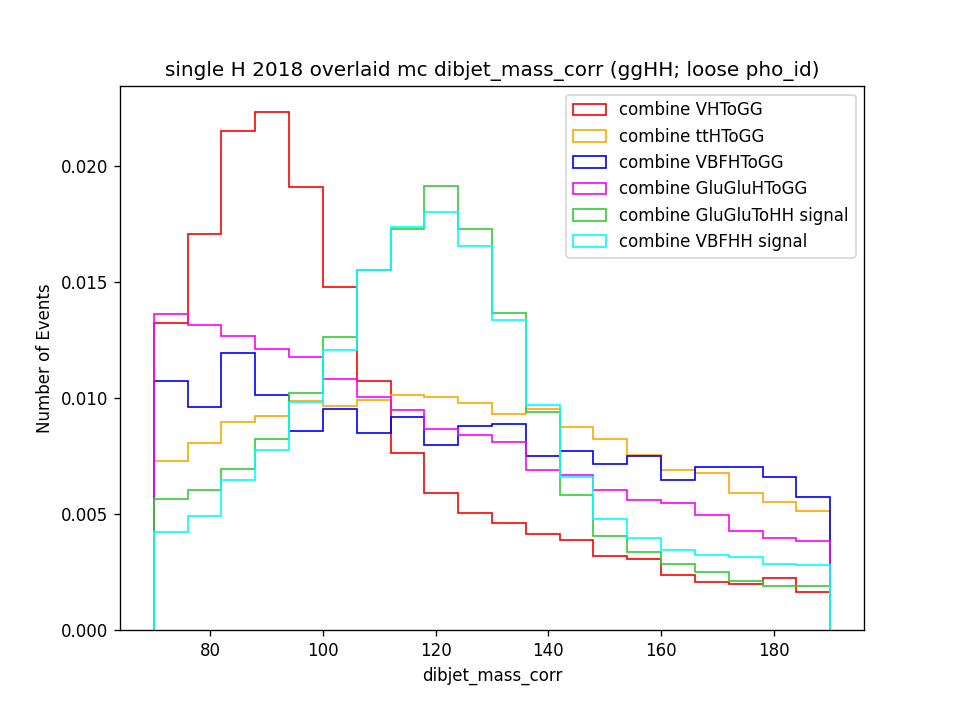 single H 2018 overlaid mc dibjet_mass_corr (ggHH; loose pho_id)
combine VHToGG
combine ttHToGG
combine VBFHToGG
combine GluGluHToGG
combine GluGluToHH signal
combine VBFHH signal
Number of Events
0.020
0.015
0.010
0.005
0.000
80 100 120 140 160 180
dibjet_mass_corr